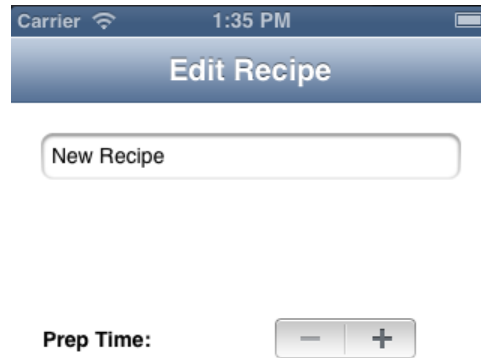 Carrier 1:35 PM
Edit Recipe
New Recipe
Prep Time: − +